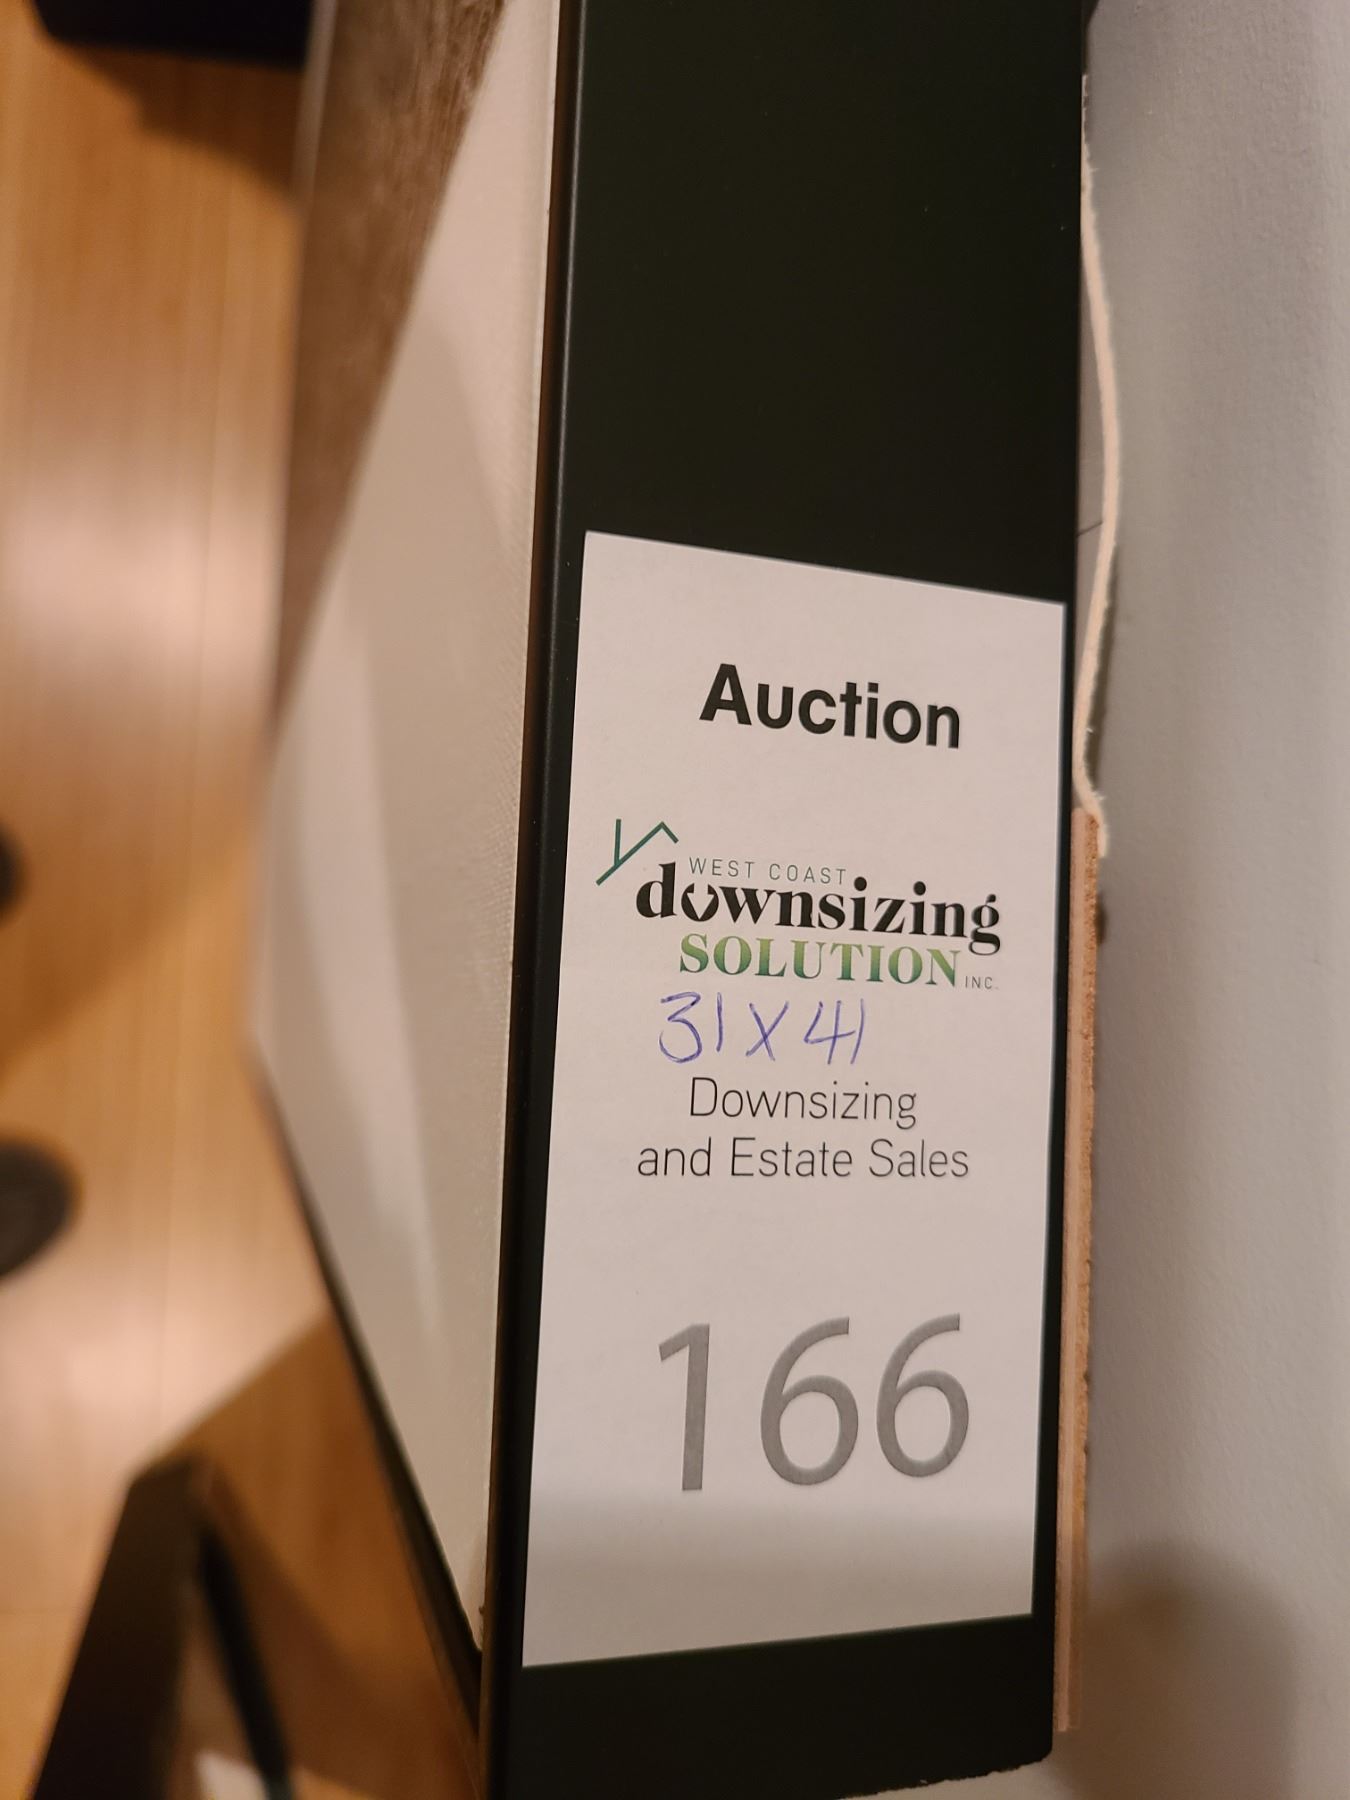 Auction
WEST COAST
downsizing
SOLUTION INC.
31 X 41
Downsizing
and Estate Sales
166